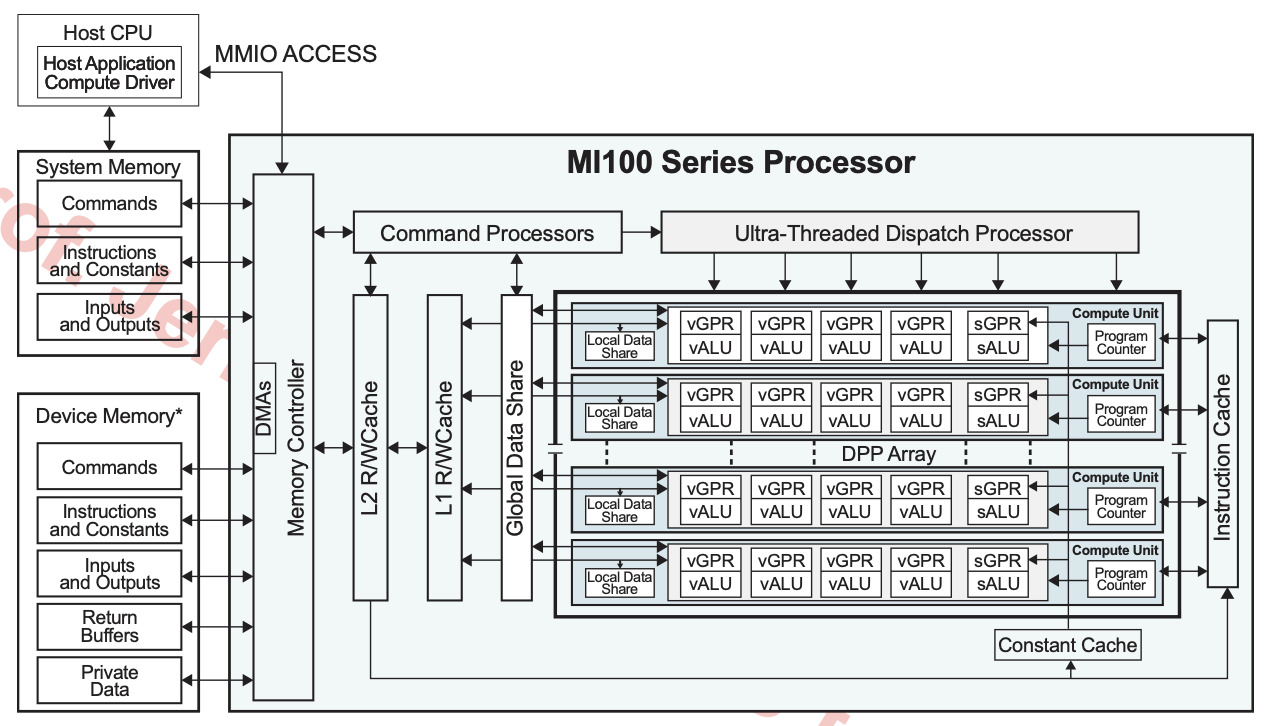 Host CPU
Host Application
Compute Driver
MMIO ACCESS
System Memory
Commands
Instructions
and Constants
Inputs
and Outputs
Device Memory*
Commands
Instructions
and Constants
Inputs
and Outputs
Return
Buffers
Private
Data
MI100 Series Processor
DMAs
Memory Controller
Command Processors
Ultra-Threaded Dispatch Processor
L2 R/WCache
L1 R/WCache
Global Data Share
Compute Unit
Local Data
Share
vGPR vGPR vGPR vGPR sGPR
vALU vALU vALU vALU sALU
Program
Counter
Compute Unit
Local Data
Share
vGPR vGPR vGPR vGPR sGPR
vALU vALU vALU vALU sALU
Program
Counter
DPP Array
Compute Unit
Local Data
Share
vGPR vGPR vGPR vGPR sGPR
vALU vALU vALU vALU sALU
Program
Counter
Compute Unit
Local Data
Share
vGPR vGPR vGPR vGPR sGPR
vALU vALU vALU vALU sALU
Program
Counter
Instruction Cache
Constant Cache